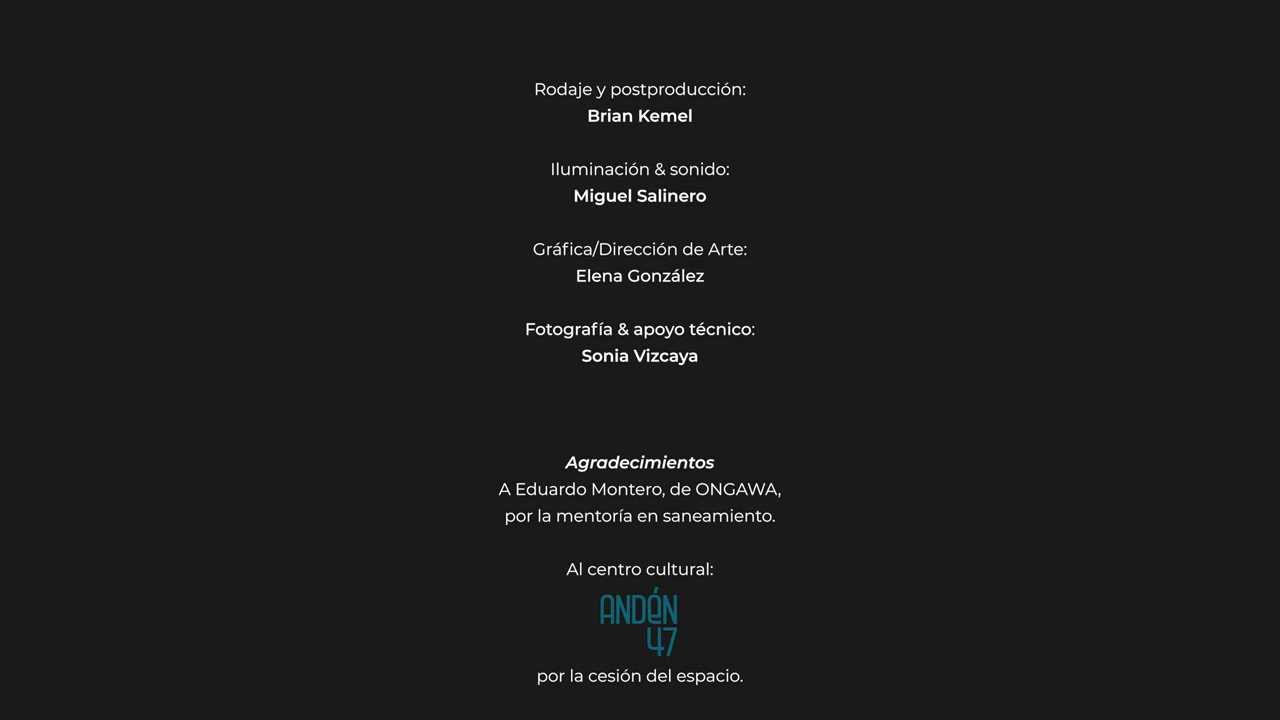 Rodaje y postproducción:
Brian Kemel
Iluminación & sonido:
Miguel Salinero
Gráfica/Dirección de Arte:
Elena González
Fotografía & apoyo técnico:
Sonia Vizcaya
Agradecimientos
A Eduardo Montero, de ONGAWA,
por la mentoría en saneamiento.
Al centro cultural:
ANDéN
47
por la cesión del espacio.